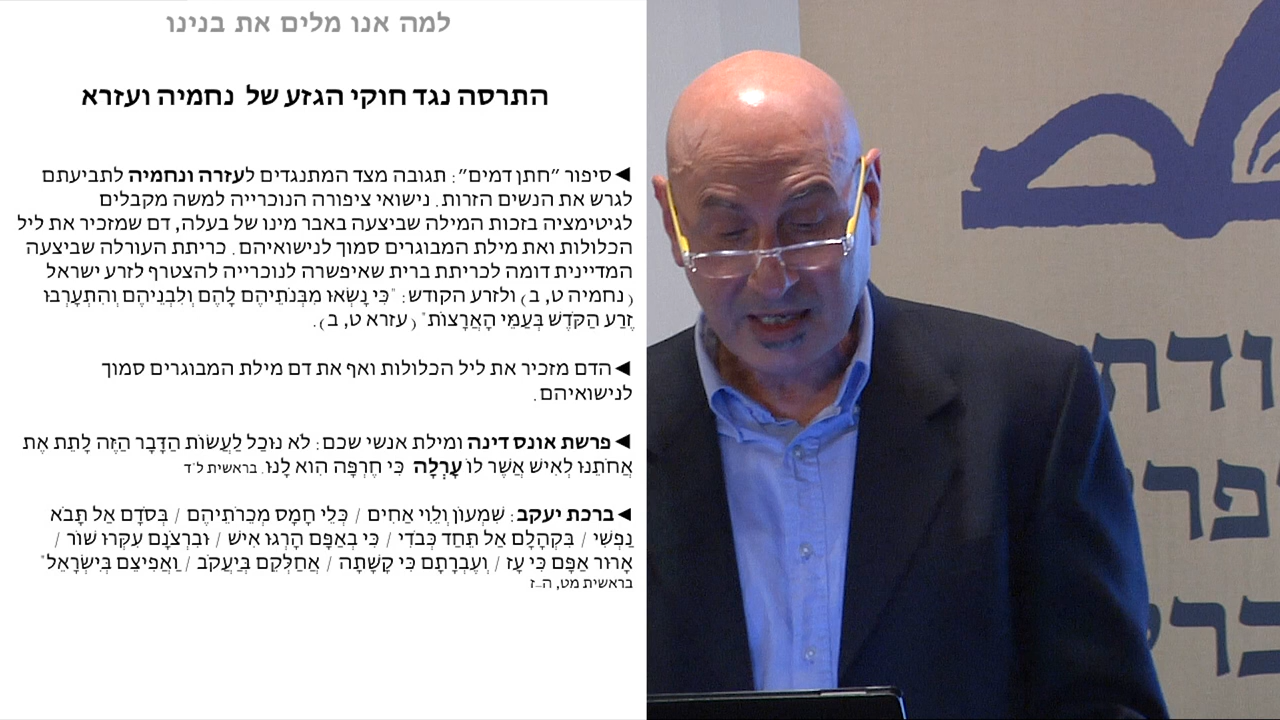 למה אנו מלים את בנינו
התרסה נגד חוקי הגזע של נחמיה ועזרא
◄סיפור ״חתן דמים״: תגובה מצד המתנגדים לעזרה ונחמיה לתביעתם
לגרש את הנשים הזרות. נישואי ציפורה הנוכרייה למשה מקבלים
לגיטימציה בזכות המילה שביצעה באבר מינו של בעלה, דם שמזכיר את ליל
הכלולות ואת מילת המבוגרים סמוך לנישואיהם. כריתת העורלה שביצעה
המדיינית דומה לכריתת ברית שאיפשרה לנוכרייה להצטרף לזרע ישראל
(נחמיה ט, ב) ולזרע הקודש: "כִּי נָשְׂאוּ מִבְּנֹתֵיהֶם לָהֶם וְלִבְנֵיהֶם וְהִתְעָרְבוּ
זֶרַע הַקֹּדֶשׁ בְּעַמֵּי הָאֲרָצוֹת" (עזרא ט, ב).
◄הדם מזכיר את ליל הכלולות ואף את דם מילת המבוגרים סמוך
לנישואיהם.
◄פרשת אונס דינה ומילת אנשי שכם: לֹא נוּכַל לַעֲשׂוֹת הַדָּבָר הַזֶּה לָתֵת אֶת
אֲחֹתֵנוּ לְאִישׁ אֲשֶׁר לוֹ עָרְלָה כִּי חֶרְפָּה הִוא לָנוּ. בראשית ל"ד
◄ברכת יעקב: שִׁמְעוֹן וְלֵוִי אַחִים / כְּלֵי חָמָס מְכֵרֹתֵיהֶם / בְּסֹדָם אַל תָּבֹא
נַפְשִׁי / בִּקְהָלָם אַל תֵּחַד כְּבֹדִי / כִּי בְאַפָּם הָרְגוּ אִישׁ / וּבִרְצֹנָם עִקְּרוּ שׁוֹר /
אָרוּר אַפָּם כִּי עָז / וְעֶבְרָתָם כִּי קָשָׁתָה / אֲחַלְּקֵם בְּיַעֲקֹב / וַאֲפִיצֵם בְּיִשְׂרָאֵל"
בראשית מט, ה-ז
ודת
פר
ברי